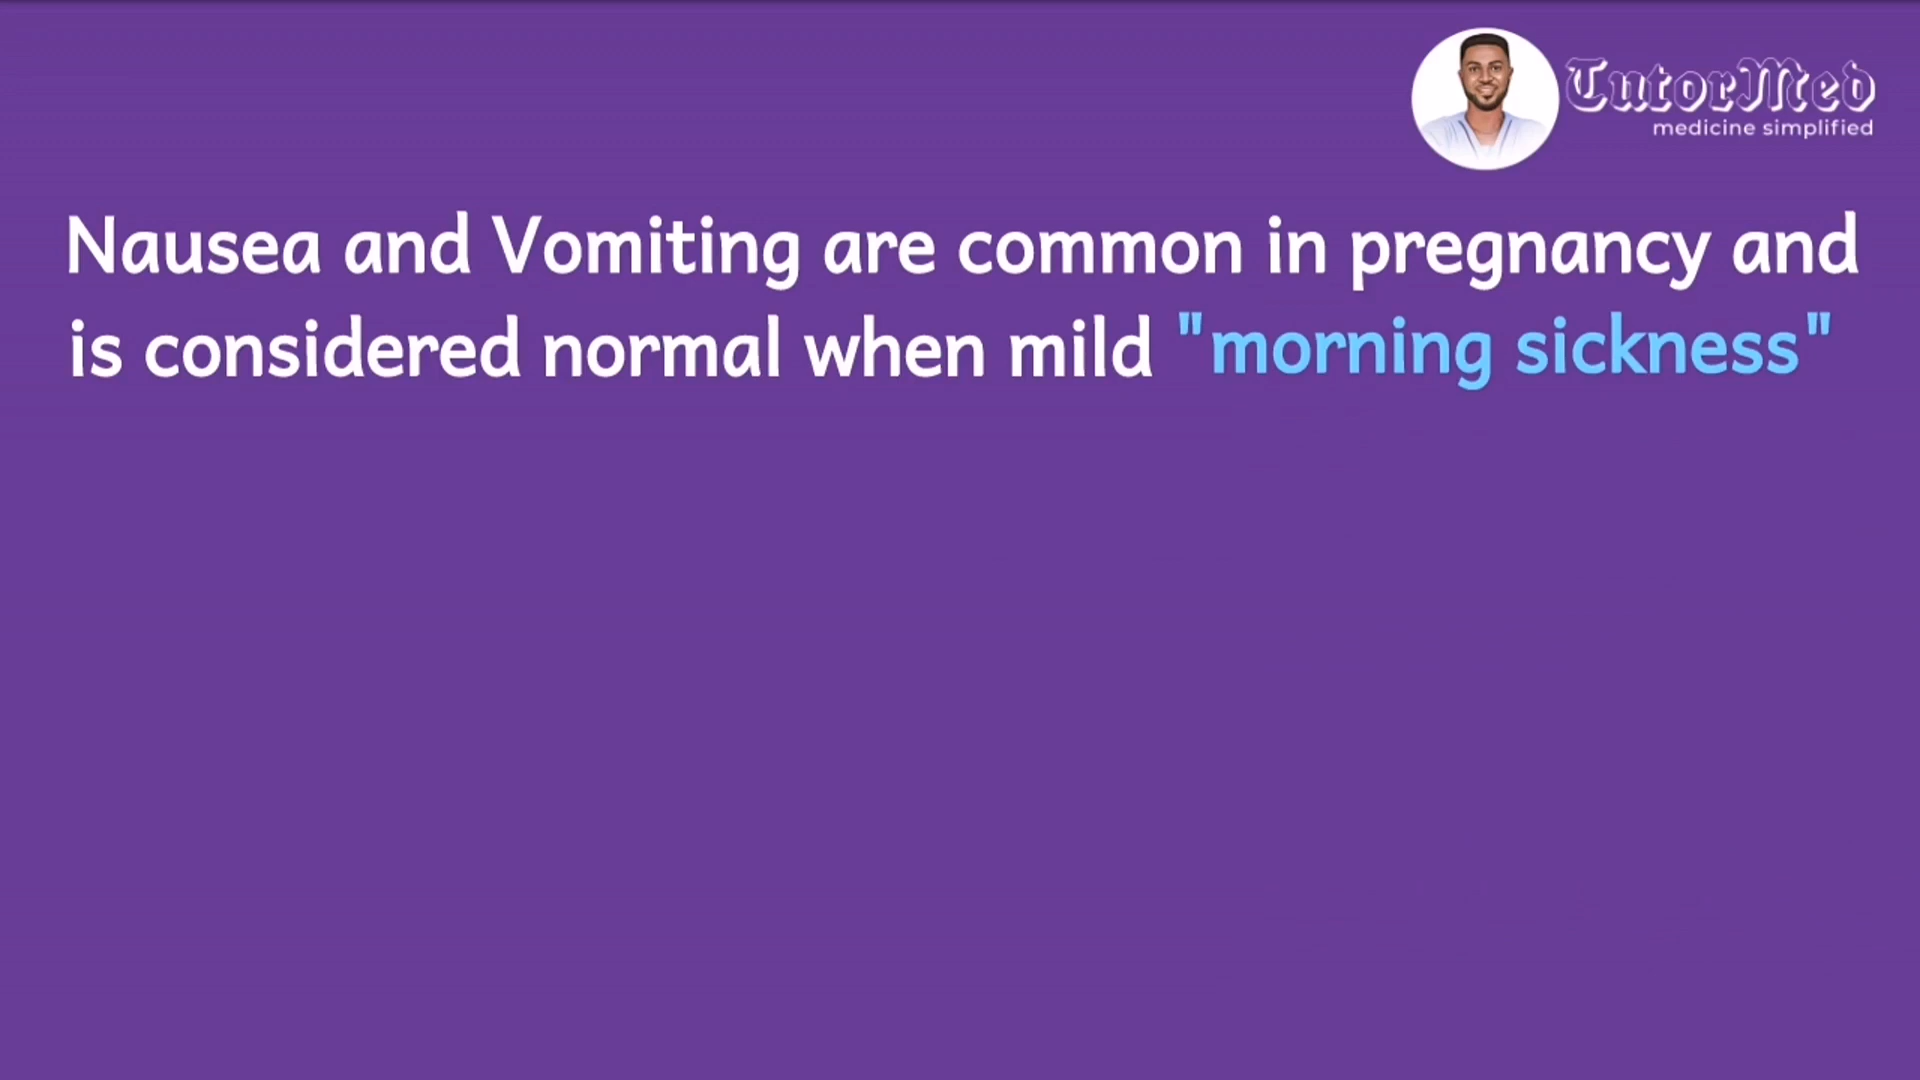 TutorMed
medicine simplified
Nausea and Vomiting are common in pregnancy and
is considered normal when mild "morning sickness"